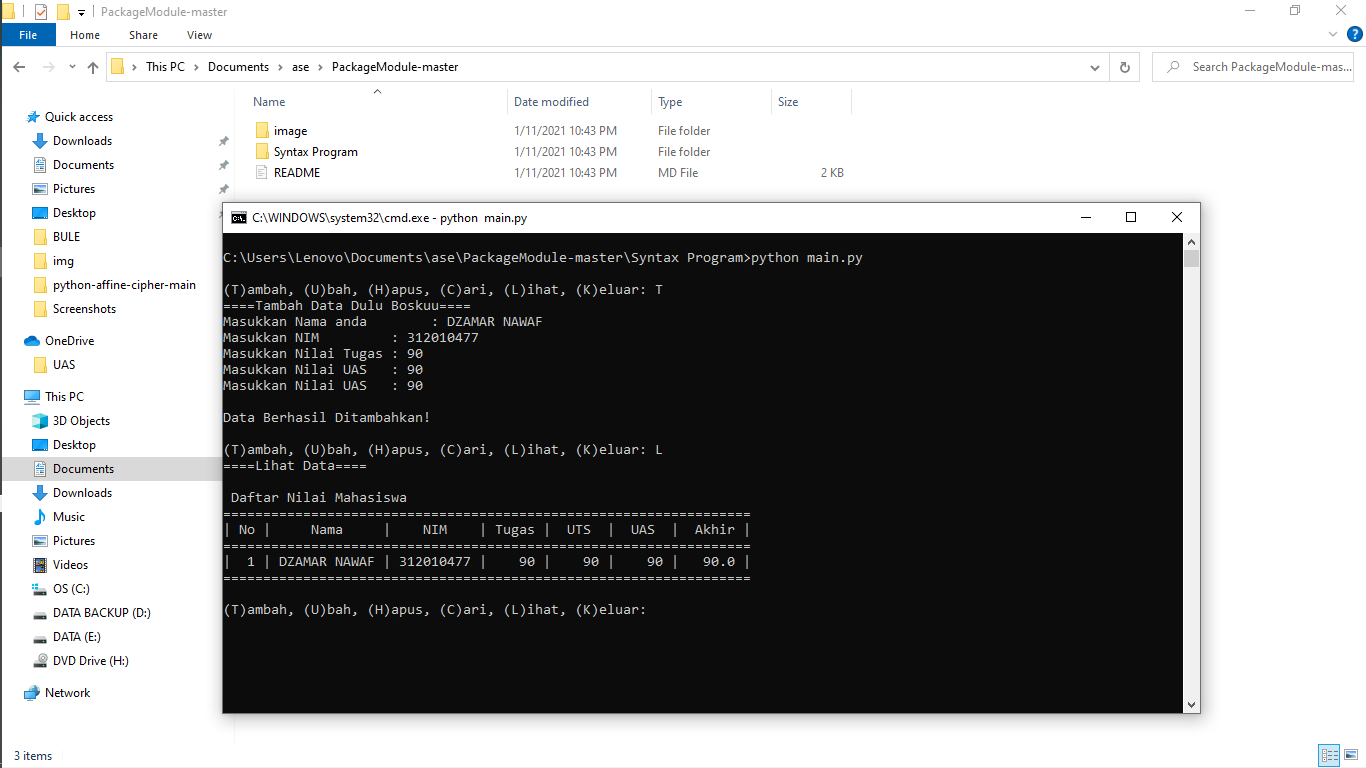 PackageModule-master
File Home Share View
This PC Documents ase PackageModule-master
Search PackageModule-mas...
Name Date modified Type Size
image 1/11/2021 10:43 PM File folder
Syntax Program 1/11/2021 10:43 PM File folder
README 1/11/2021 10:43 PM MD File 2 KB
Quick access
Downloads
Documents
Pictures
Desktop
BULE
img
python-affine-cipher-main
Screenshots
OneDrive
UAS
This PC
3D Objects
Desktop
Documents
Downloads
Music
Pictures
Videos
OS (C:)
DATA BACKUP (D:)
DATA (E:)
DVD Drive (H:)
Network
3 items
C:\WINDOWS\system32\cmd.exe - python main.py
C:\Users\Lenovo\Documents\ase\PackageModule-master\Syntax Program>python main.py
(T)ambah, (U)bah, (H)apus, (C)ari, (L)ihat, (K)eluar: T
====Tambah Data Dulu Boskuu====
Masukkan Nama anda : DZAMAR NAWAF
Masukkan NIM : 312010477
Masukkan Nilai Tugas : 90
Masukkan Nilai UAS : 90
Masukkan Nilai UAS : 90
Data Berhasil Ditambahkan!
(T)ambah, (U)bah, (H)apus, (C)ari, (L)ihat, (K)eluar: L
====Lihat Data====
Daftar Nilai Mahasiswa
==================================================================
| No | Nama | NIM | Tugas | UTS | UAS | Akhir |
==================================================================
| 1 | DZAMAR NAWAF | 312010477 | 90 | 90 | 90 | 90.0 |
==================================================================
(T)ambah, (U)bah, (H)apus, (C)ari, (L)ihat, (K)eluar: